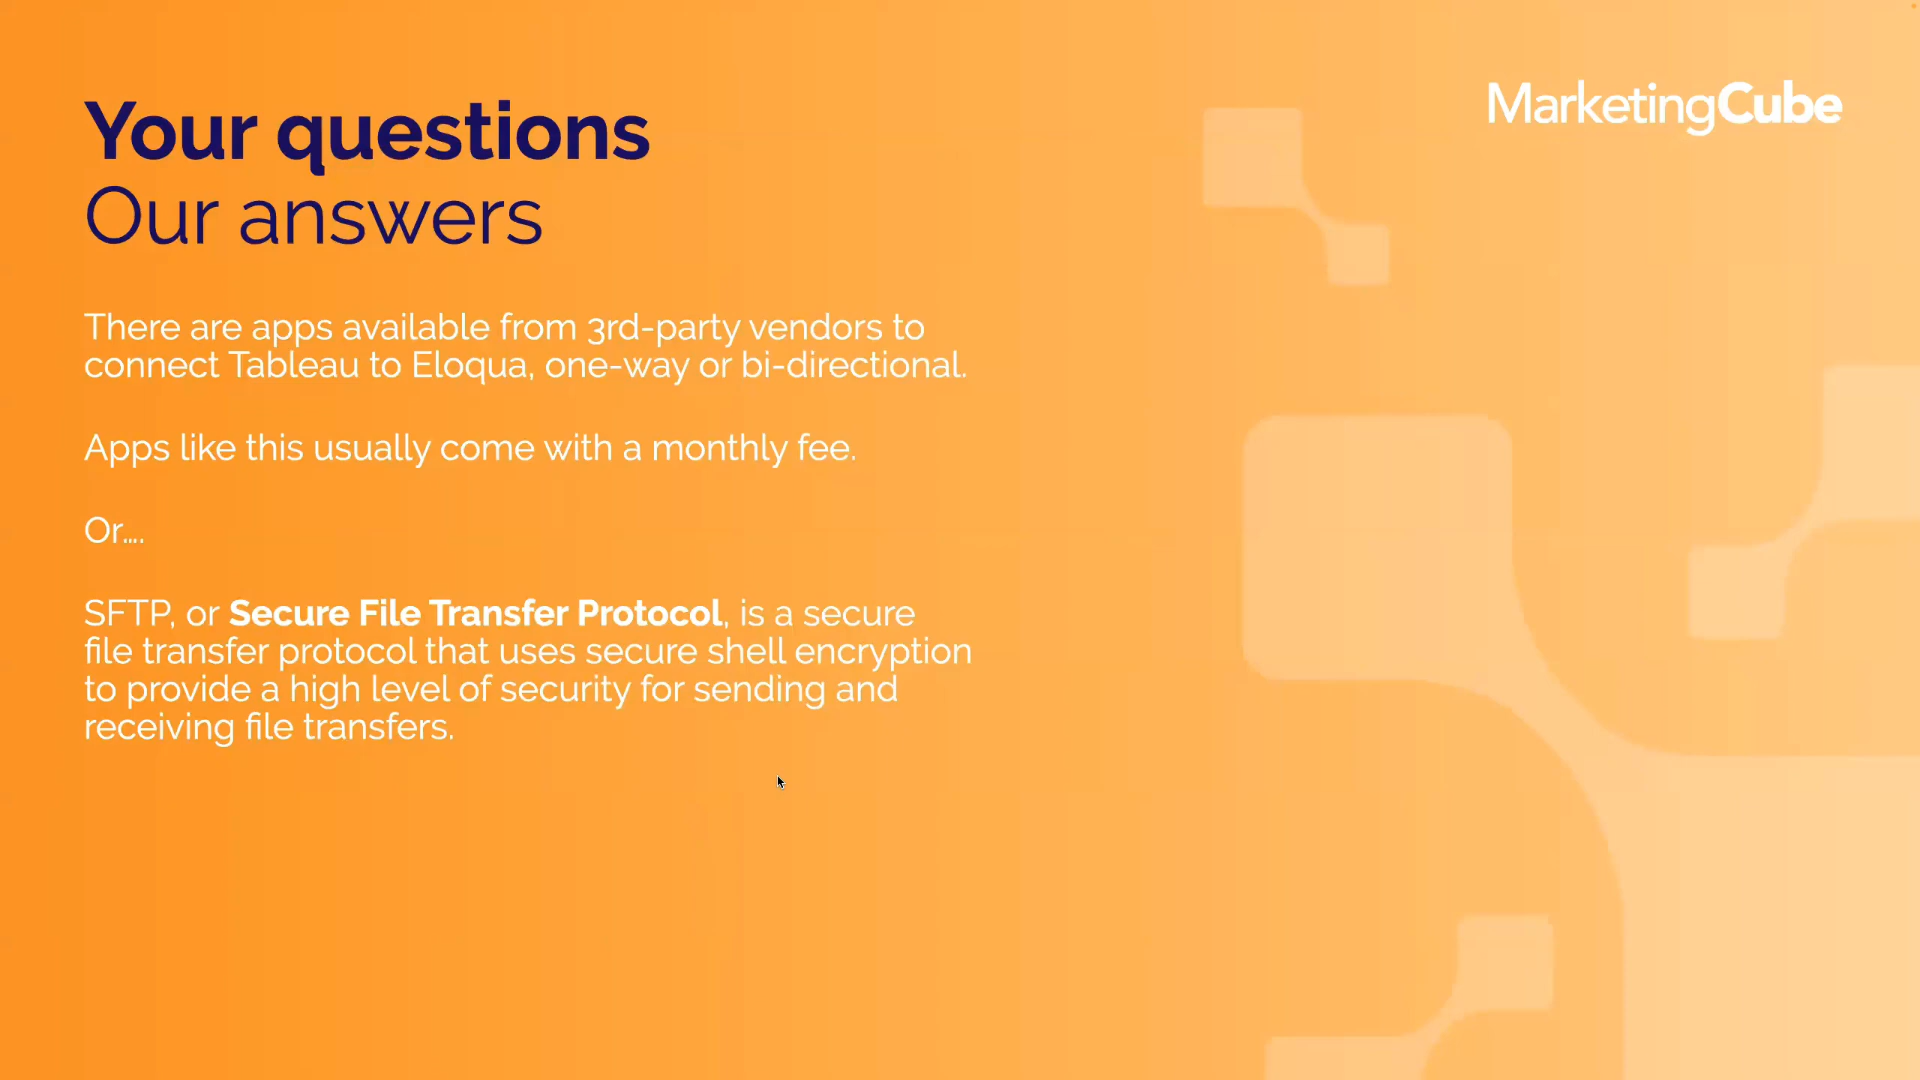 MarketingCube
Your questions
Our answers
There are apps available from 3rd-party vendors to
connect Tableau to Eloqua, one-way or bi-directional.
Apps like this usually come with a monthly fee.
Or....
SFTP, or Secure File Transfer Protocol, is a secure
file transfer protocol that uses secure shell encryption
to provide a high level of security for sending and
receiving file transfers.